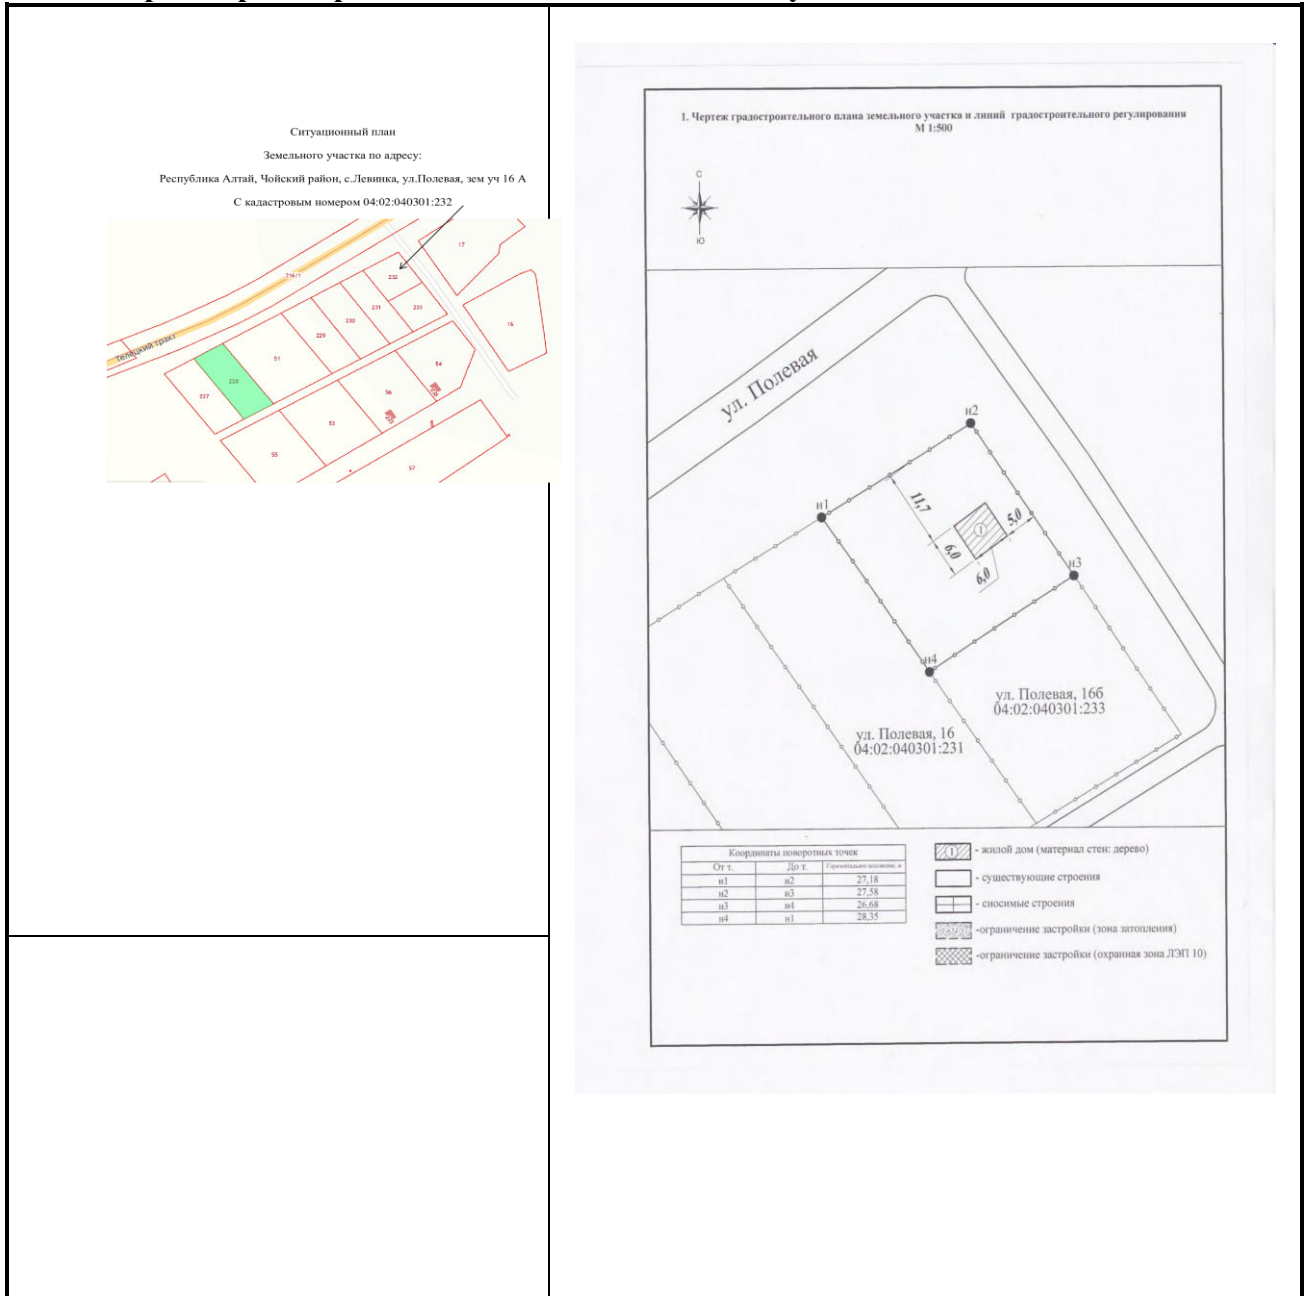 Ситуационный план
Земельного участка по адресу:
Республика Алтай, Чойский район, с.Левинка, ул.Полевая, зем уч 16 А
С кадастровым номером 04:02:040301:232
17
216/1
232
231
233
230
229
16
Телецкий тракт
51
228
54
227
56
53
55
57
1. Чертеж градостроительного плана земельного участка и линий градостроительного регулирования
М 1:500
С
Ю
ул. Полевая
н2
н1
11,7
1
5,0
6,0
6,0
н3
н4
ул. Полевая, 16б
04:02:040301:233
ул. Полевая, 16
04:02:040301:231
Координаты поворотных точек
От т. До т.
н1 н2 27,18
н2 н3 27,58
н3 н4 26,68
н4 н1 28,35
1 - жилой дом (материал стен: дерево)
- существующие строения
- сносимые строения
-ограничение застройки (зона затопления)
-ограничение застройки (охранная зона ЛЭП 10)